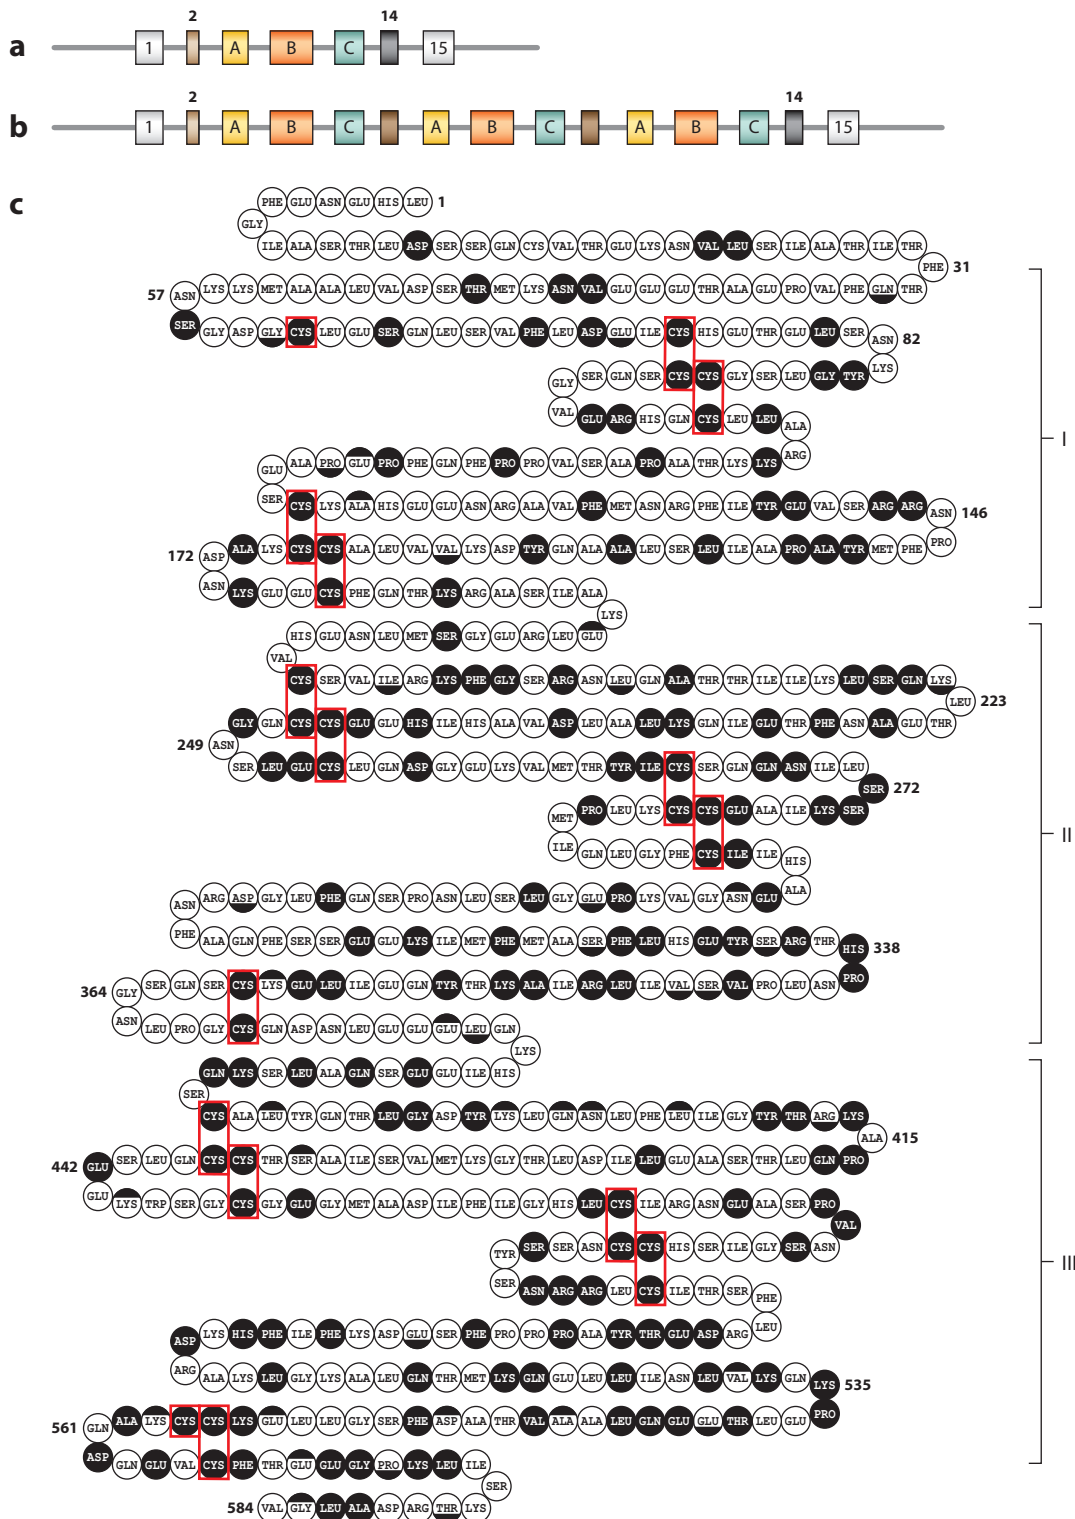 2 14
a 1 A B C 15
2 14
b 1 A B C A B C A B C 15
c
PHE GLU ASN GLU HIS LEU 1
GLY
ILE ALA SER THR LEU ASP SER SER GLN CYS VAL THR GLU LYS ASN VAL LEU SER ILE ALA THR ILE THR
PHE 31
57 ASN LYS LYS MET ALA ALA LEU VAL ASP SER THR MET LYS ASN VAL GLU GLU GLU THR ALA GLU PRO VAL PHE GLN THR
SER GLY ASP GLY CYS LEU GLU SER GLN LEU SER VAL PHE LEU ASP GLU ILE CYS HIS GLU THR GLU LEU SER ASN 82
GLY SER GLN SER CYS CYS GLY SER LEU GLY TYR LYS
VAL GLU ARG HIS GLN CYS LEU LEU ALA
I
GLU ALA PRO GLU PRO PHE GLN PHE PRO PRO VAL SER ALA PRO ALA THR LYS LYS ARG
SER CYS LYS ALA HIS GLU GLU ASN ARG ALA VAL PHE MET ASN ARG PHE ILE TYR GLU VAL SER ARG ARG ASN 146
172 ASP ALA LYS CYS CYS ALA LEU VAL VAL LYS ASP TYR GLN ALA ALA LEU SER LEU ILE ALA PRO ALA TYR MET PHE PRO
ASN LYS GLU GLU CYS PHE GLN THR LYS ARG ALA SER ILE ALA
LYS
HIS GLU ASN LEU MET SER GLY GLU ARG LEU GLU
VAL
CYS SER VAL ILE ARG LYS PHE GLY SER ARG ASN LEU GLN ALA THR THR ILE ILE LYS LEU SER GLN LYS
LEU 223
GLY GLN CYS CYS GLU GLU HIS ILE HIS ALA VAL ASP LEU ALA LEU LYS GLN ILE GLU THR PHE ASN ALA GLU THR
249 ASN
SER LEU GLU CYS LEU GLN ASP GLY GLU LYS VAL MET THR TYR ILE CYS SER GLN GLN ASN ILE LEU
SER 272
MET PRO LEU LYS CYS CYS GLU ALA ILE LYS SER
II
ILE GLN LEU GLY PHE CYS ILE ILE HIS
ASN ARG ASP GLY LEU PHE GLN SER PRO ASN LEU SER LEU GLY GLU PRO LYS VAL GLY ASN GLU ALA
PHE ALA GLN PHE SER SER GLU GLU LYS ILE MET PHE MET ALA SER PHE LEU HIS GLU TYR SER ARG THR HIS 338
364 GLY SER GLN SER CYS LYS GLU LEU ILE GLU GLN TYR THR LYS ALA ILE ARG LEU ILE VAL SER VAL PRO LEU ASN PRO
ASN LEU PRO GLY CYS GLN ASP ASN LEU GLU GLU GLU LEU GLN
LYS
GLN LYS SER LEU ALA GLN SER GLU GLU ILE HIS
SER
CYS ALA LEU TYR GLN THR LEU GLY ASP TYR LYS LEU GLN ASN LEU PHE LEU ILE GLY TYR THR ARG LYS
ALA 415
442 GLU SER LEU GLN CYS CYS THR SER ALA ILE SER VAL MET LYS GLY THR LEU ASP ILE LEU GLU ALA SER THR LEU GLN PRO
GLU LYS TRP SER GLY CYS GLY GLU GLY MET ALA ASP ILE PHE ILE GLY HIS LEU CYS ILE ARG ASN GLU ALA SER PRO
VAL
TYR SER SER ASN CYS CYS HIS SER ILE GLY SER ASN
III
SER ASN ARG ARG LEU CYS ILE THR SER PHE
ASP LYS HIS PHE ILE PHE LYS ASP GLU SER PHE PRO PRO PRO ALA TYR THR GLU ASP ARG LEU
ARG ALA LYS LEU GLY LYS ALA LEU GLN THR MET LYS GLN GLU LEU LEU ILE ASN LEU VAL LYS GLN LYS 535
561 GLN ALA LYS CYS CYS LYS GLU LEU LEU GLY SER PHE ASP ALA THR VAL ALA ALA LEU GLN GLU GLU THR LEU GLU PRO
ASP GLN GLU VAL CYS PHE THR GLU GLU GLY PRO LYS LEU ILE
SER
584 VAL GLY LEU ALA ASP ARG THR LYS